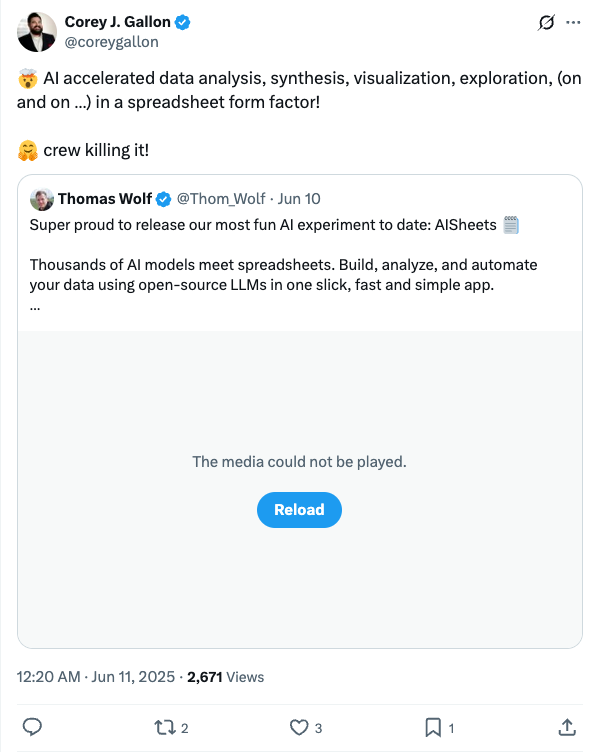 Corey J. Gallon
@coreygallon
🤯 AI accelerated data analysis, synthesis, visualization, exploration, (on
and on ...) in a spreadsheet form factor!
🤗 crew killing it!
Thomas Wolf @Thom_Wolf · Jun 10
Super proud to release our most fun AI experiment to date: AISheets 🗒️
Thousands of AI models meet spreadsheets. Build, analyze, and automate
your data using open-source LLMs in one slick, fast and simple app.
...
The media could not be played.
Reload
12:20 AM · Jun 11, 2025 · 2,671 Views
2 3 1